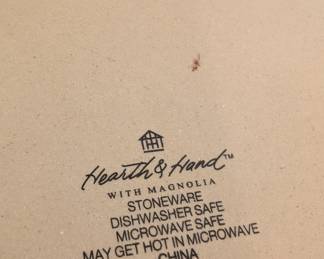 Hearth & Hand™
WITH MAGNOLIA
STONEWARE
DISHWASHER SAFE
MICROWAVE SAFE
MAY GET HOT IN MICROWAVE
CHINA